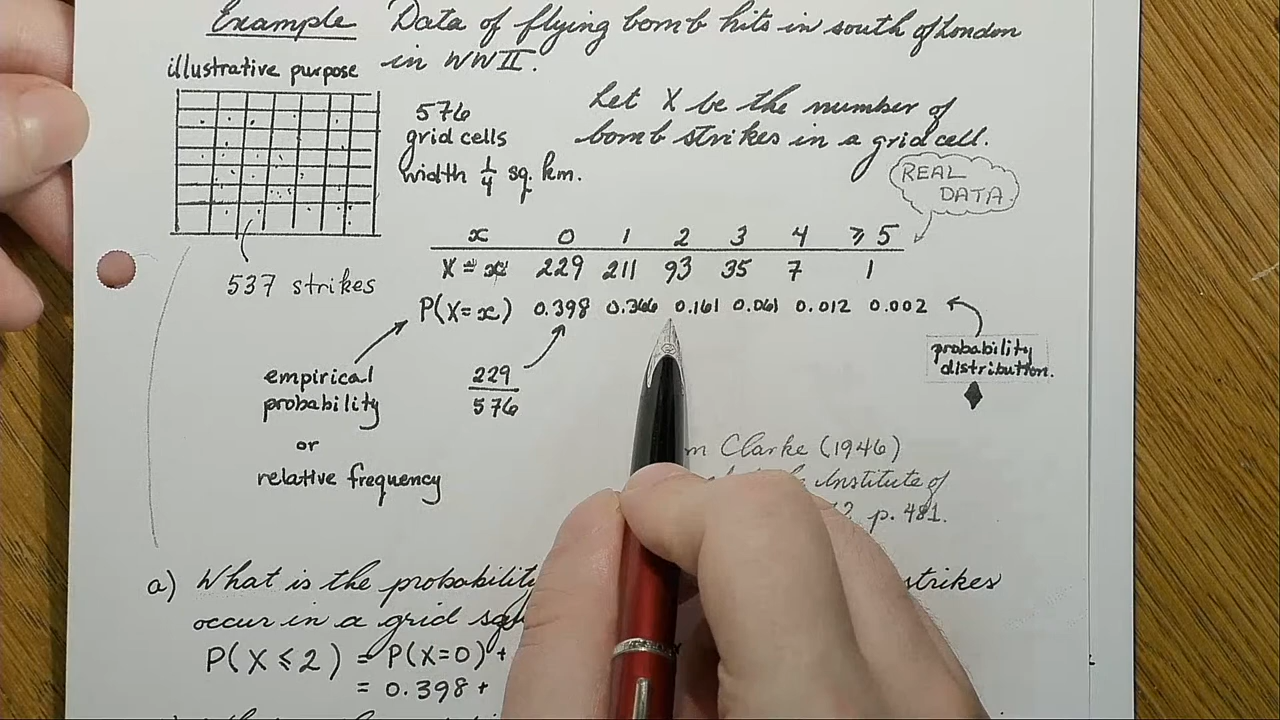 Example Data of flying bomb hits in south of London
in WWII.
illustrative purpose
576
grid cells
width 1/4 sq. km.
Let X be the number of
bomb strikes in a grid cell.
REAL
DATA
537 strikes
x 0 1 2 3 4 ≥ 5
X = x 229 211 93 35 7 1
P(X=x) 0.398 0.366 0.161 0.061 0.012 0.002
probability
distribution.
empirical
probability
or
relative frequency
229
576
Clarke (1946)
Institute of
p. 481.
a) What is the probability strikes
occur in a grid
P(X ≤ 2) = P(X=0) +
= 0.398 +